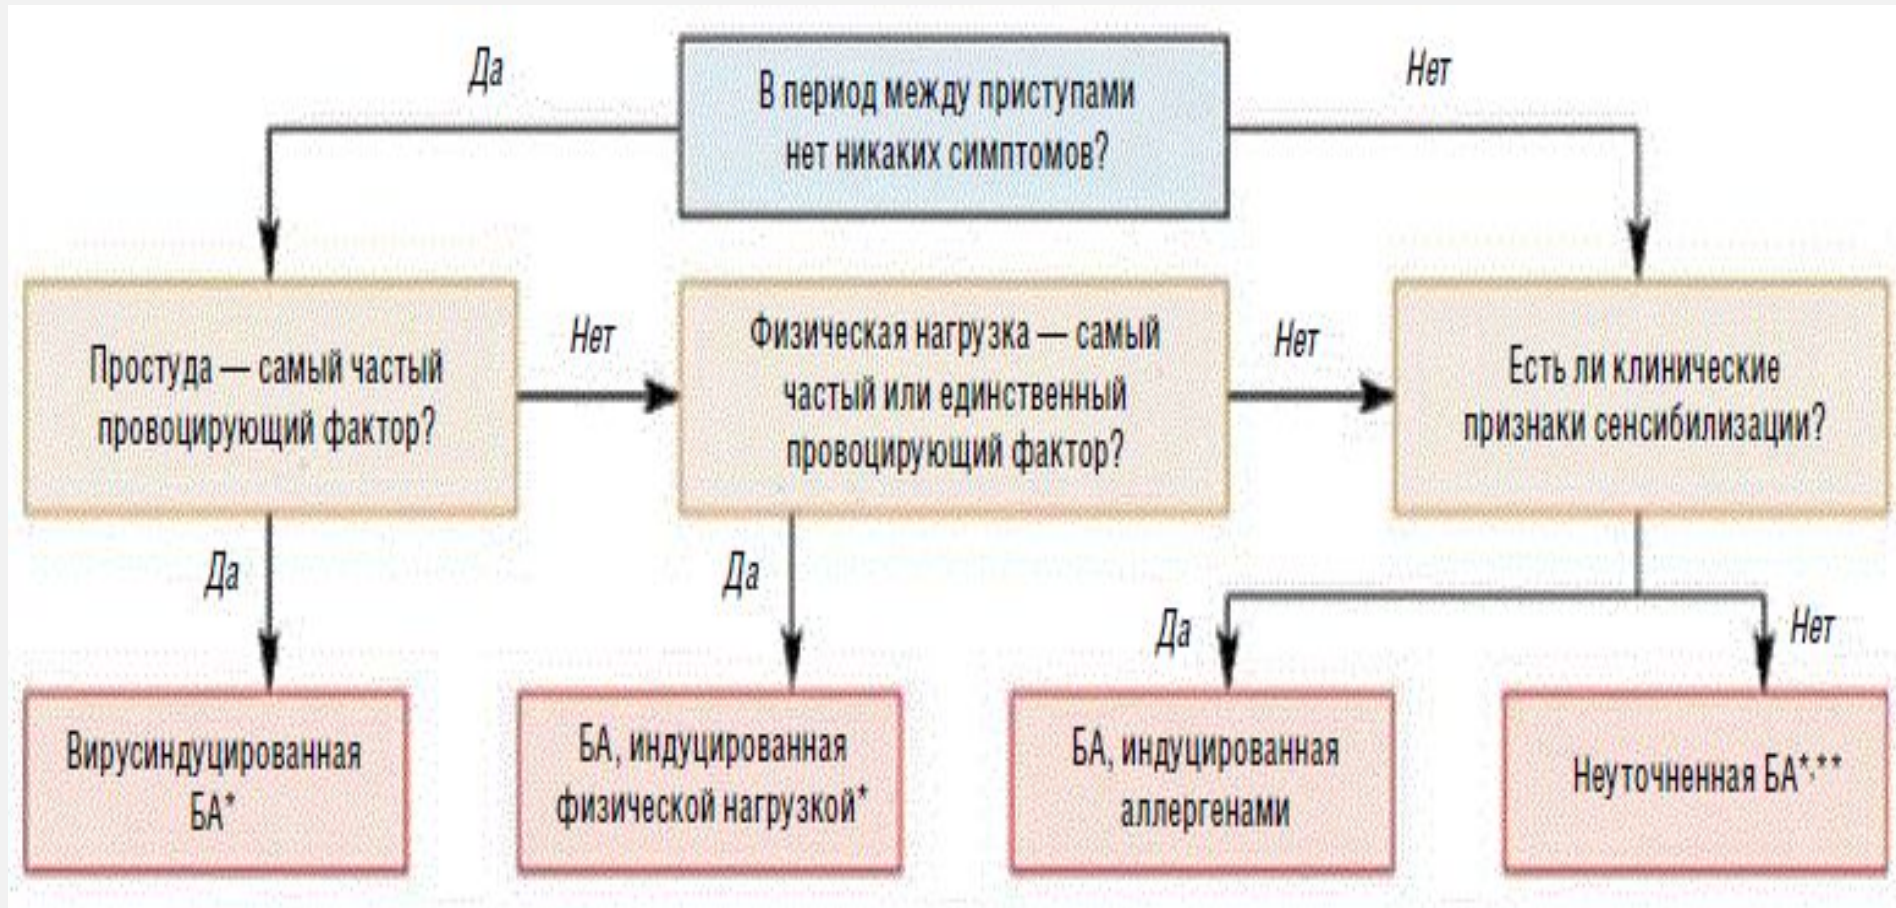 Да
В период между приступами
нет никаких симптомов?
Нет
Простуда — самый частый
провоцирующий фактор?
Нет
Физическая нагрузка — самый
частый или единственный
провоцирующий фактор?
Нет
Есть ли клинические
признаки сенсибилизации?
Да
Да
Да
Нет
Вирусиндуцированная
БА*
БА, индуцированная
физической нагрузкой*
БА, индуцированная
аллергенами
Неуточненная БА*,**